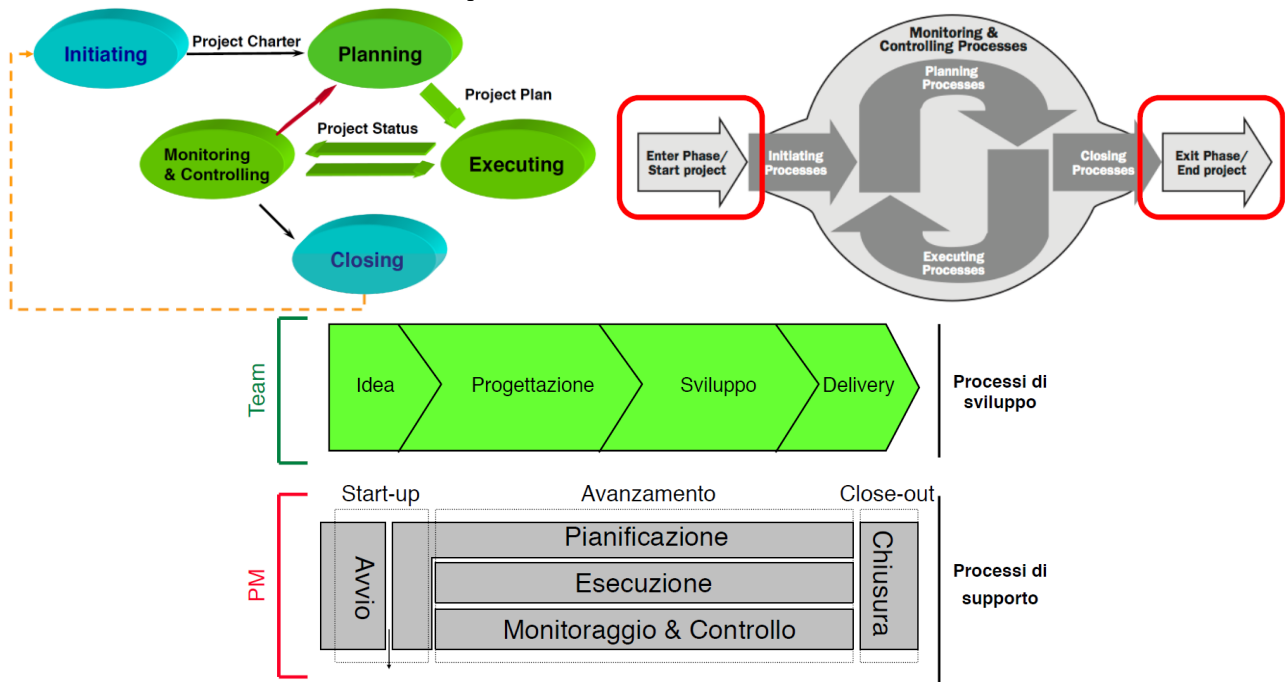 Initiating
Project Charter
Planning
Project Plan
Project Status
Monitoring
& Controlling
Executing
Closing
Monitoring &
Controlling Processes
Planning
Processes
Enter Phase/
Start project
Initiating
Processes
Closing
Processes
Exit Phase/
End project
Executing
Processes
Team
Idea
Progettazione
Sviluppo
Delivery
Processi di
sviluppo
PM
Start-up
Avanzamento
Close-out
Avvio
Pianificazione
Esecuzione
Monitoraggio & Controllo
Chiusura
Processi di
supporto